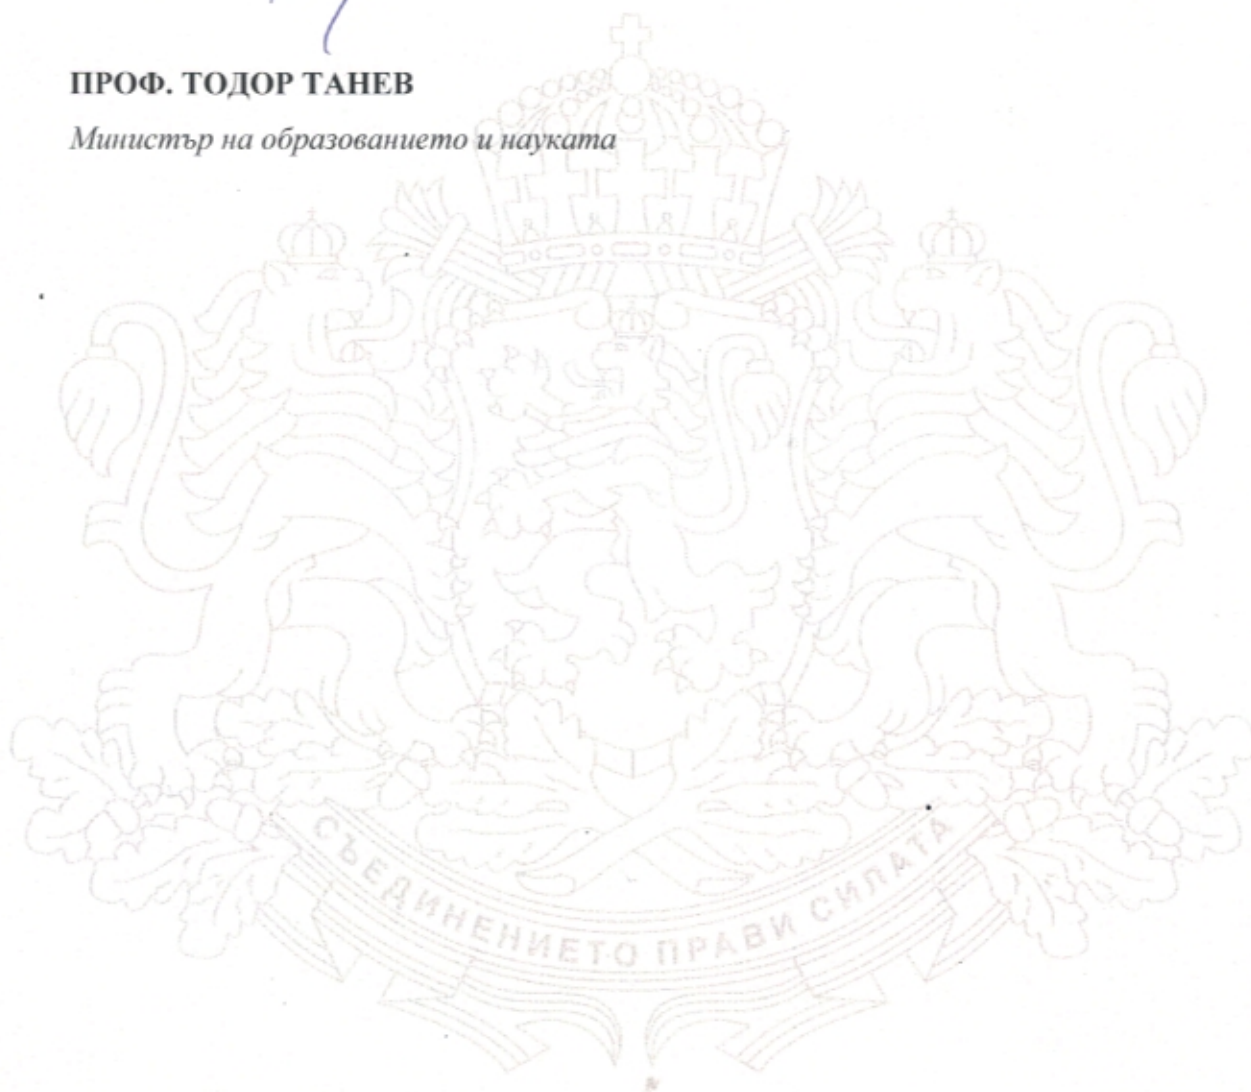 ПРОФ. ТОДОР ТАНЕВ
Министър на образованието и науката
СЪЕДИНЕНИЕТО ПРАВИ СИЛАТА